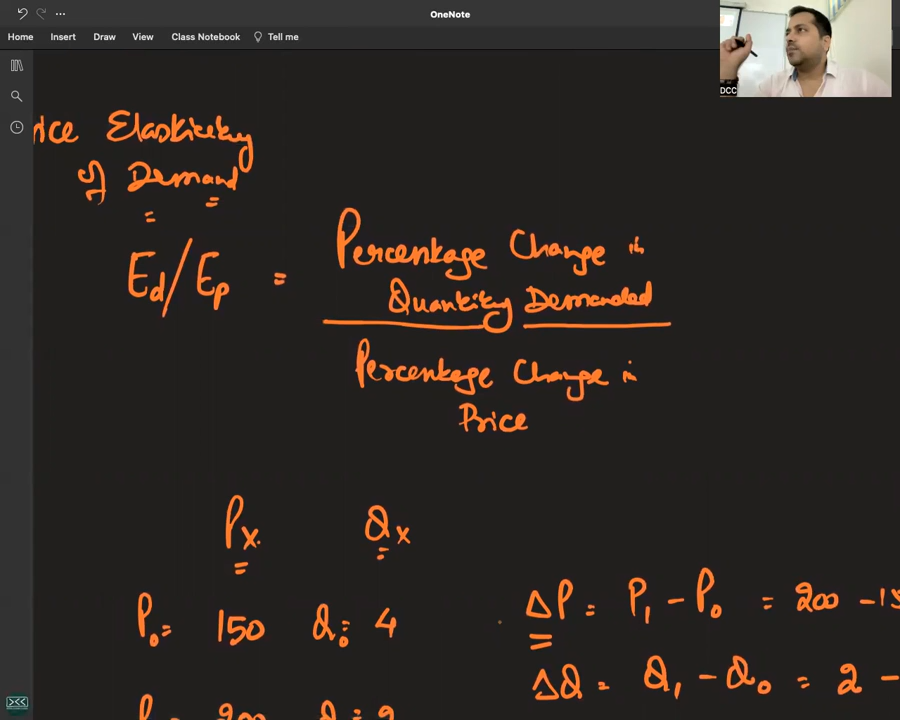 OneNote
Home Insert Draw View Class Notebook Tell me
DCC
rice Elasticity
of Demand
Ed/Ep = Percentage Change in
Quantity Demanded
Percentage Change in
Price
Px Qx
P0= 150 Q0= 4
ΔP = P1 - P0 = 200 -15
ΔQ = Q1 - Q0 = 2 -